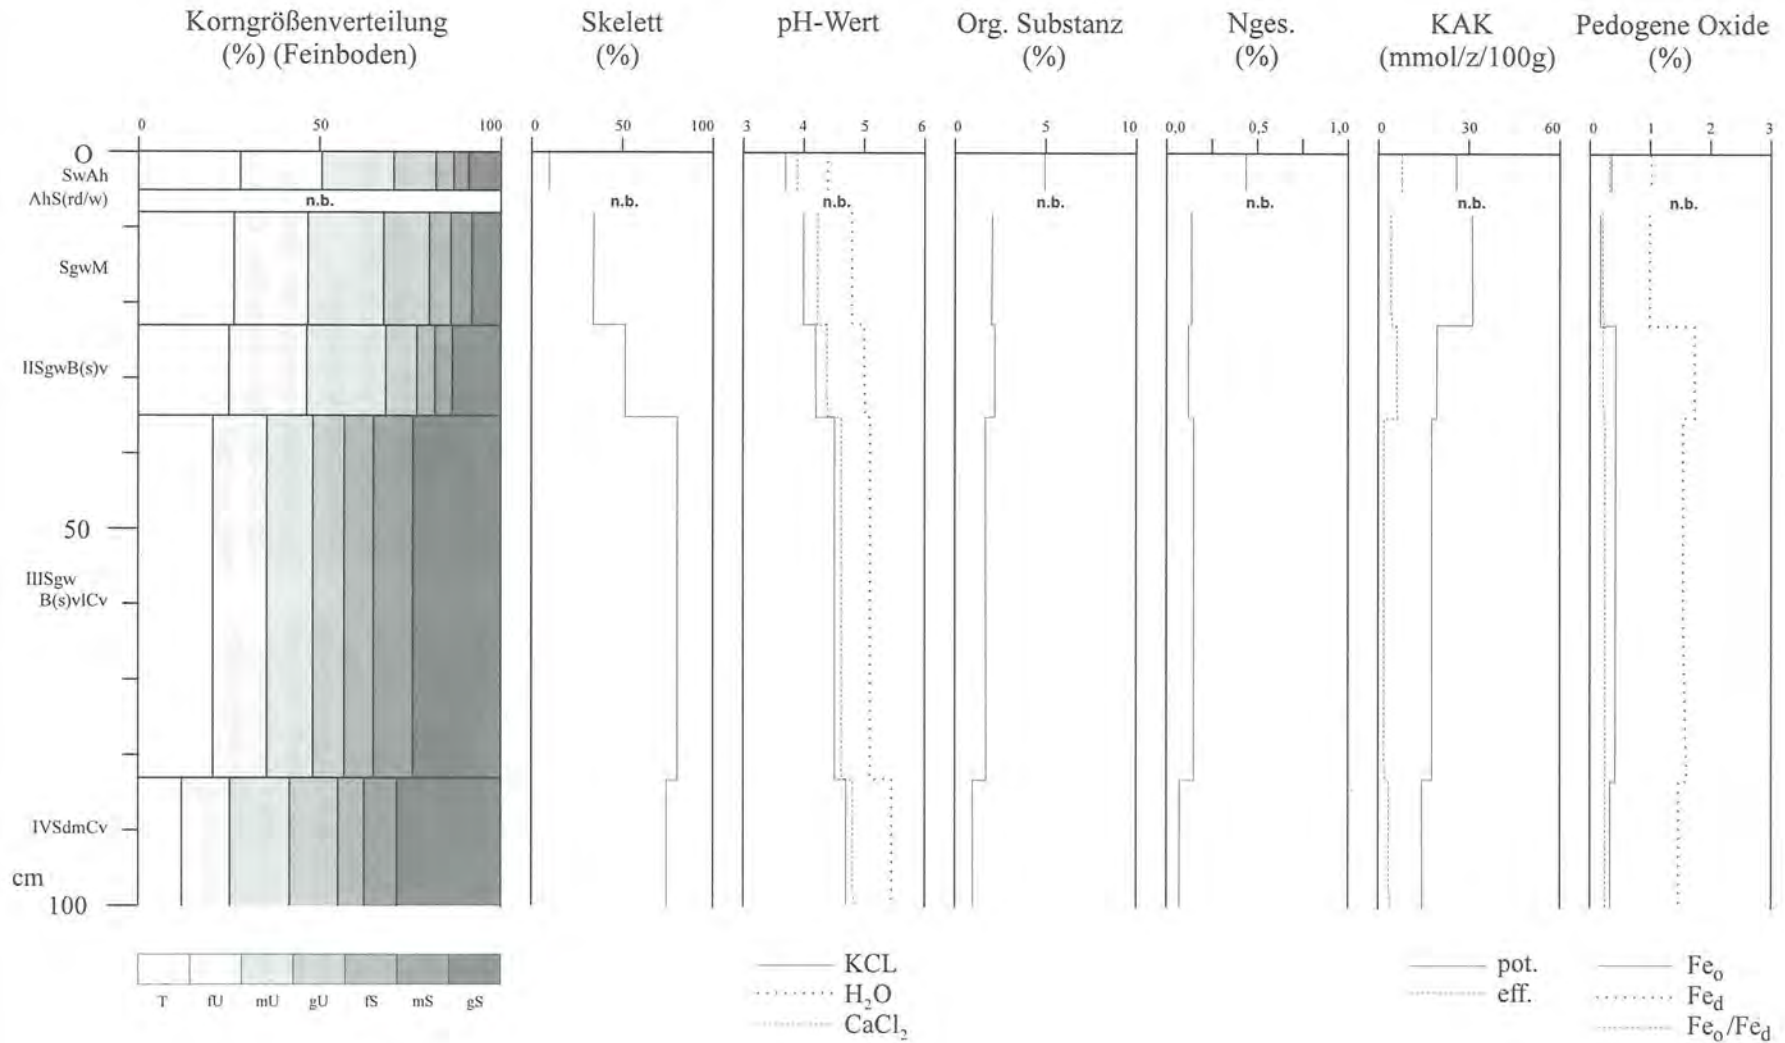 Korngrößenverteilung
(%) (Feinboden)
Skelett
(%)
pH-Wert
Org. Substanz
(%)
Nges.
(%)
KAK
(mmol/z/100g)
Pedogene Oxide
(%)
0 50 100
0 50 100
3 4 5 6
0 5 10
0,0 1,0
0 30 60
0 1 2 3
O
SwAh
AhS(rd/w)
n.b. n.b. n.b. n.b. n.b. n.b. n.b.
SgwM
IISgwB(s)v
50
IIISgw
B(s)vlCv
IVSdmCv
cm
100
T fU mU gU fS mS gS
KCL
H₂O
CaCl₂
pot.
eff.
Feo
Fed
Feo/Fed